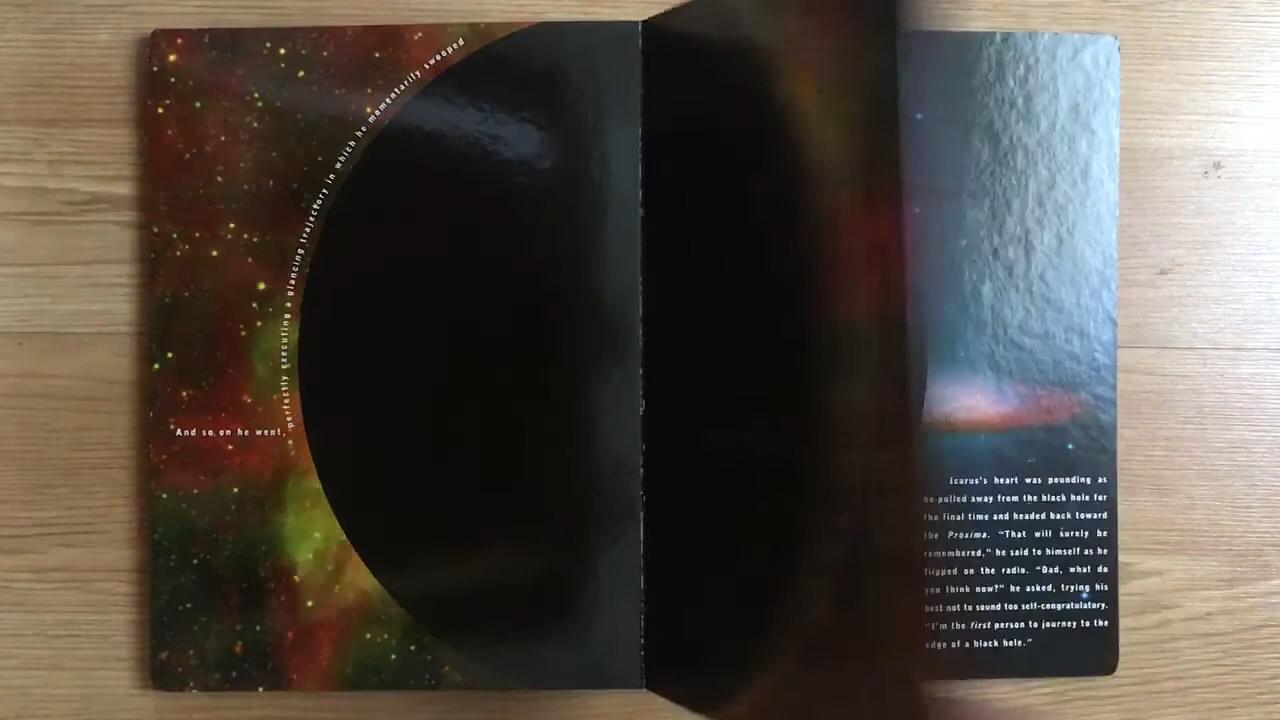 And so on he went,
perfectly executing a glancing trajectory in which he momentarily swooped
Icarus's heart was pounding as
he pulled away from the black hole for
the final time and headed back toward
the Proxima. "That will surely be
remembered," he said to himself as he
flipped on the radio. "Dad, what do
you think now?" he asked, trying his
best not to sound too self-congratulatory.
"I'm the first person to journey to the
edge of a black hole."